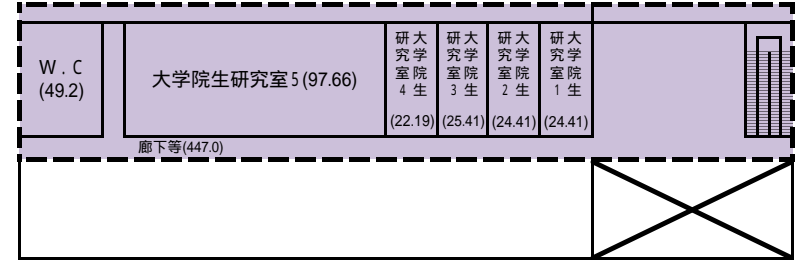 W.C
(49.2)
大学院生研究室5(97.66)
大学院生
研究室4
(22.19)
大学院生
研究室3
(25.41)
大学院生
研究室2
(24.41)
大学院生
研究室1
(24.41)
廊下等(447.0)